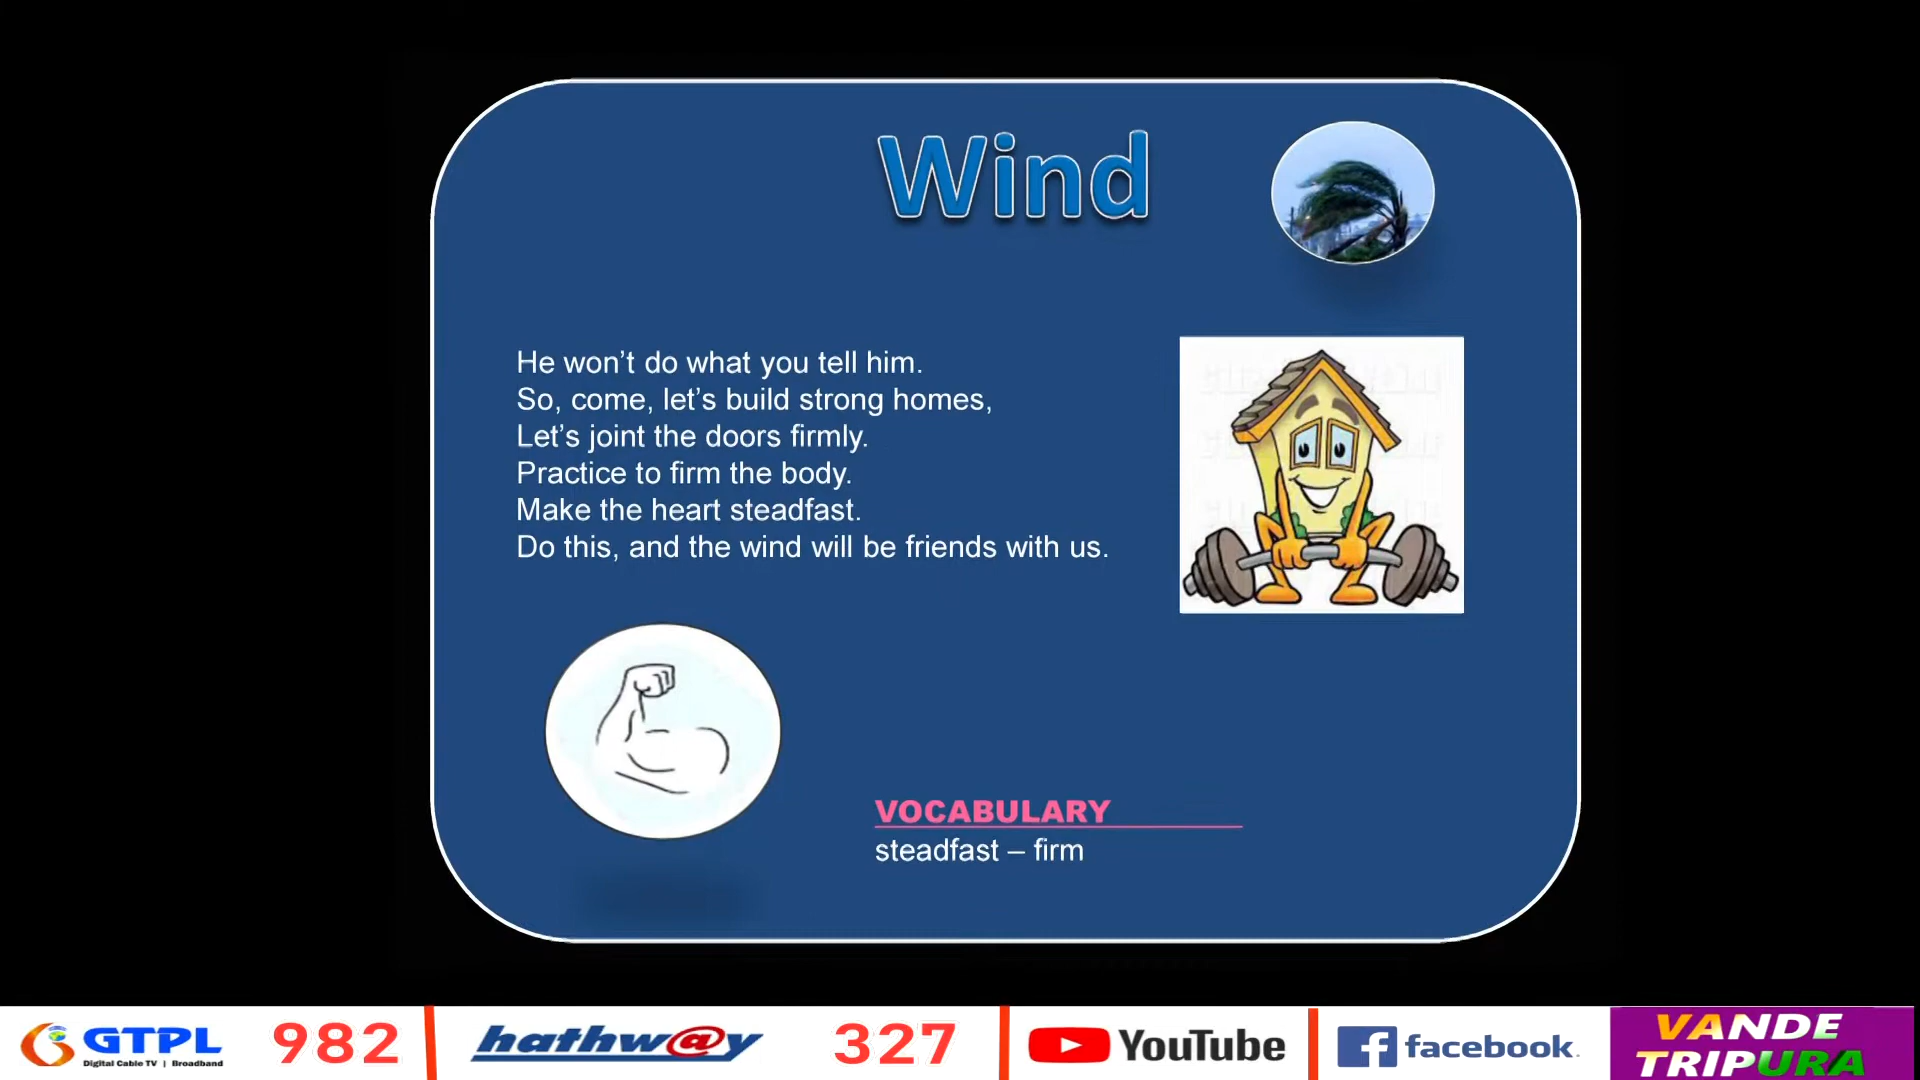 Wind
He won’t do what you tell him.
So, come, let’s build strong homes,
Let’s joint the doors firmly.
Practice to firm the body.
Make the heart steadfast.
Do this, and the wind will be friends with us.
VOCABULARY
steadfast – firm
GTPL
Digital Cable TV | Broadband
982
hathw@y
327
YouTube
facebook.
VANDE
TRIPURA